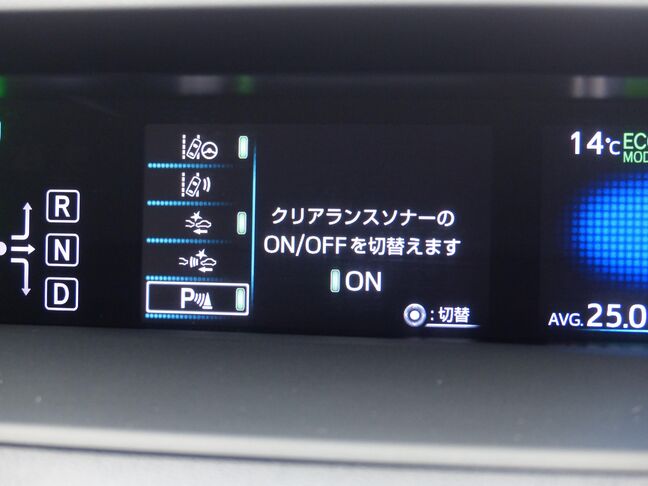 R
N
D
P
クリアランスソナーの
ON/OFFを切替えます
ON
:切替
14℃
ECO
MODE
AVG. 25.0